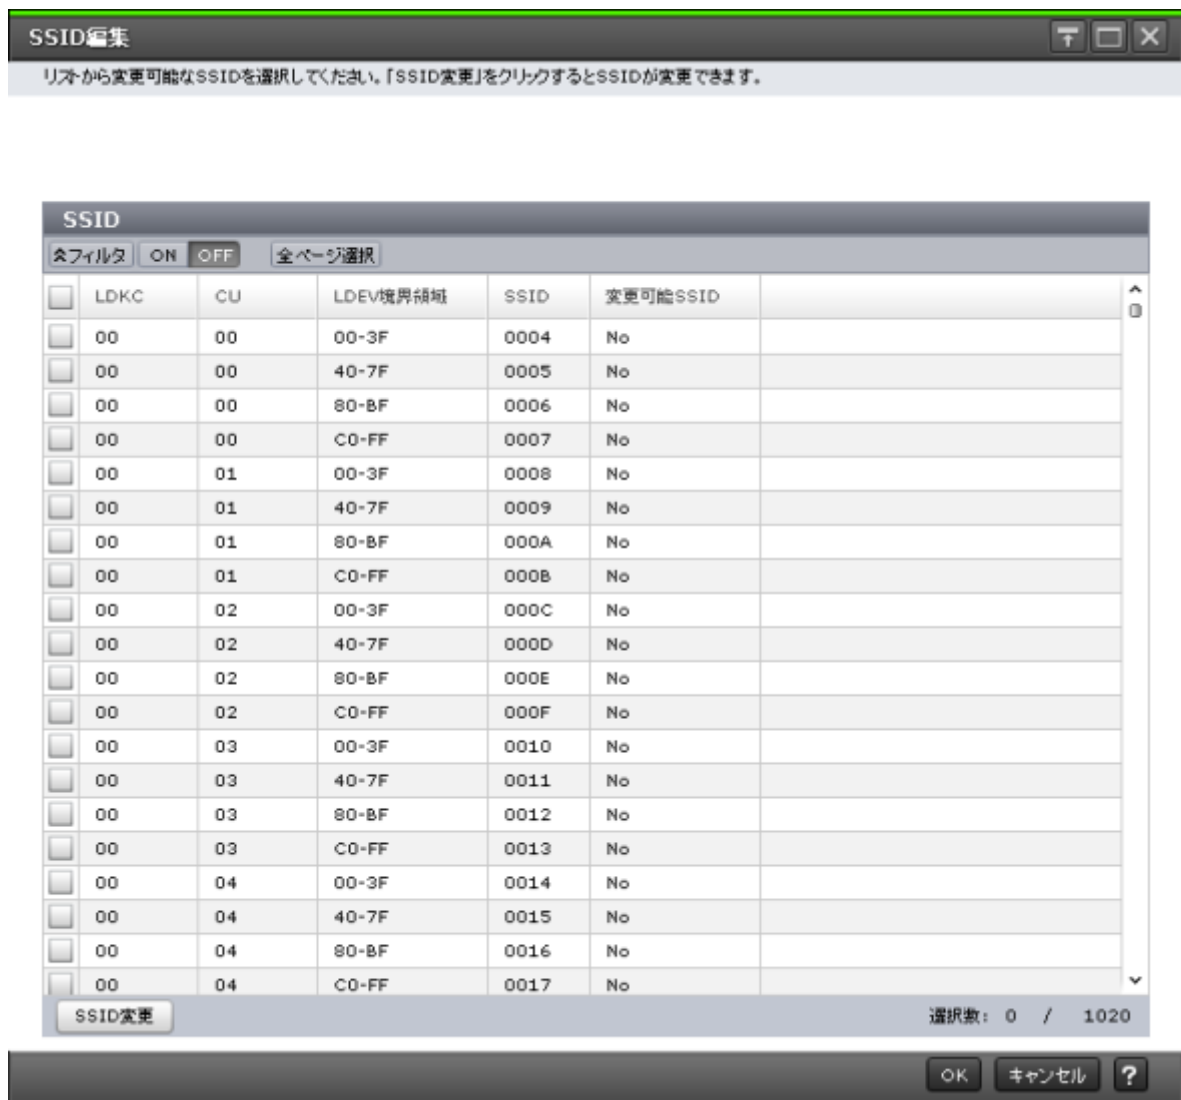 SSID編集
リストから変更可能なSSIDを選択してください。「SSID変更」をクリックするとSSIDが変更できます。
SSID
フィルタ ON OFF 全ページ選択
LDKC CU LDEV境界領域 SSID 変更可能SSID
00 00 00-3F 0004 No
00 00 40-7F 0005 No
00 00 80-BF 0006 No
00 00 C0-FF 0007 No
00 01 00-3F 0008 No
00 01 40-7F 0009 No
00 01 80-BF 000A No
00 01 C0-FF 000B No
00 02 00-3F 000C No
00 02 40-7F 000D No
00 02 80-BF 000E No
00 02 C0-FF 000F No
00 03 00-3F 0010 No
00 03 40-7F 0011 No
00 03 80-BF 0012 No
00 03 C0-FF 0013 No
00 04 00-3F 0014 No
00 04 40-7F 0015 No
00 04 80-BF 0016 No
00 04 C0-FF 0017 No
SSID変更 選択数: 0 / 1020
OK キャンセル ?